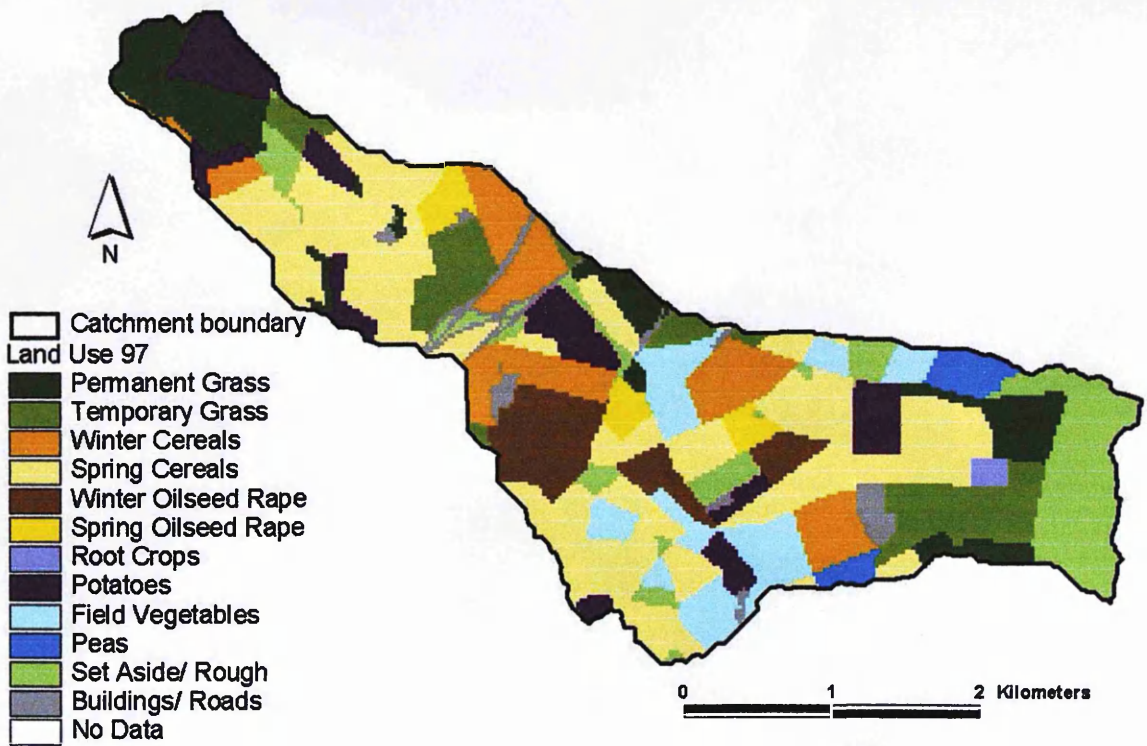 N
Catchment boundary
Land Use 97
Permanent Grass
Temporary Grass
Winter Cereals
Spring Cereals
Winter Oilseed Rape
Spring Oilseed Rape
Root Crops
Potatoes
Field Vegetables
Peas
Set Aside/ Rough
Buildings/ Roads
No Data
0 1 2 Kilometers